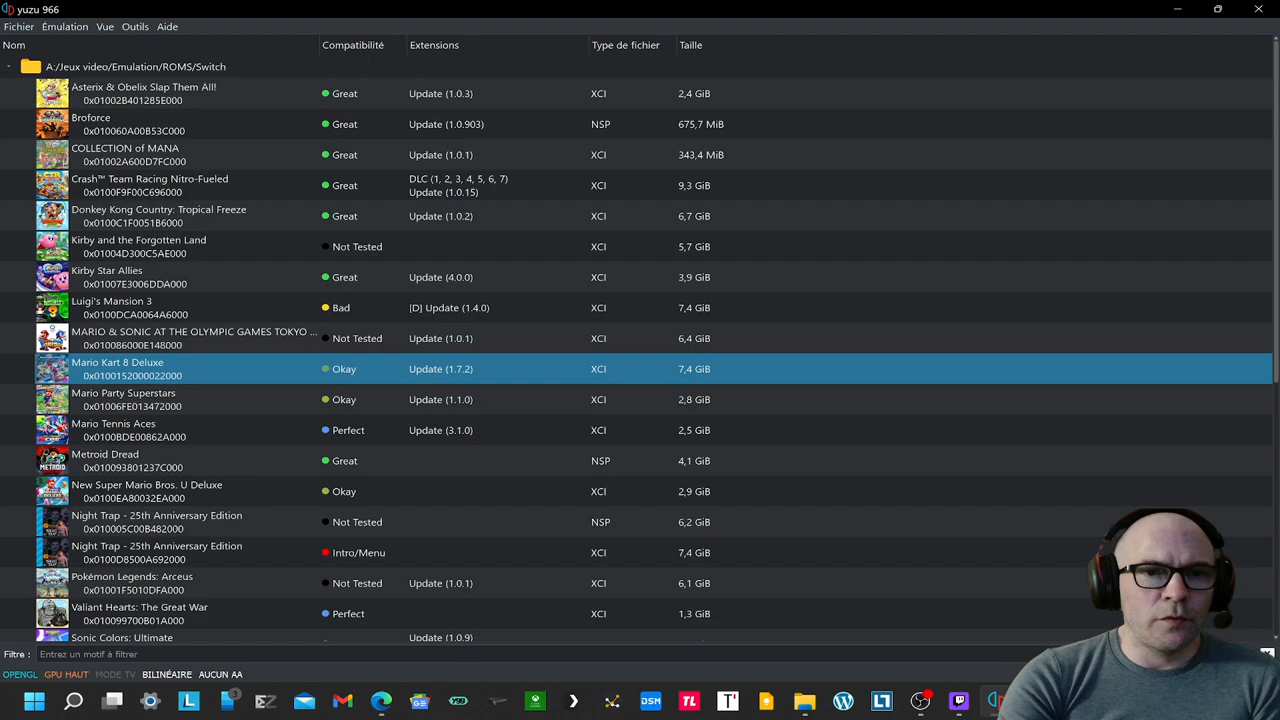 yuzu 966
Fichier Émulation Vue Outils Aide
Nom Compatibilité Extensions Type de fichier Taille
A:/Jeux video/Emulation/ROMS/Switch
Asterix & Obelix Slap Them All!
0x01002B401285E000 Great Update (1.0.3) XCI 2,4 GiB
Broforce
0x010060A00B53C000 Great Update (1.0.903) NSP 675,7 MiB
COLLECTION of MANA
0x01002A600D7FC000 Great Update (1.0.1) XCI 343,4 MiB
Crash™ Team Racing Nitro-Fueled
0x0100F9F00C696000 Great DLC (1, 2, 3, 4, 5, 6, 7)
Update (1.0.15) XCI 9,3 GiB
Donkey Kong Country: Tropical Freeze
0x0100C1F0051B6000 Great Update (1.0.2) XCI 6,7 GiB
Kirby and the Forgotten Land
0x01004D300C5AE000 Not Tested XCI 5,7 GiB
Kirby Star Allies
0x01007E3006DDA000 Great Update (4.0.0) XCI 3,9 GiB
Luigi's Mansion 3
0x0100DCA0064A6000 Bad [D] Update (1.4.0) XCI 7,4 GiB
MARIO & SONIC AT THE OLYMPIC GAMES TOKYO ...
0x010086000E148000 Not Tested Update (1.0.1) XCI 6,4 GiB
Mario Kart 8 Deluxe
0x0100152000022000 Okay Update (1.7.2) XCI 7,4 GiB
Mario Party Superstars
0x01006FE013472000 Okay Update (1.1.0) XCI 2,8 GiB
Mario Tennis Aces
0x0100BDE00862A000 Perfect Update (3.1.0) XCI 2,5 GiB
Metroid Dread
0x010093801237C000 Great NSP 4,1 GiB
New Super Mario Bros. U Deluxe
0x0100EA80032EA000 Okay XCI 2,9 GiB
Night Trap - 25th Anniversary Edition
0x010005C00B482000 Not Tested NSP 6,2 GiB
Night Trap - 25th Anniversary Edition
0x0100D8500A692000 Intro/Menu XCI 7,4 GiB
Pokémon Legends: Arceus
0x01001F5010DFA000 Not Tested Update (1.0.1) XCI 6,1 GiB
Valiant Hearts: The Great War
0x010099700B01A000 Perfect XCI 1,3 GiB
Sonic Colors: Ultimate Update (1.0.9)
Filtre : Entrez un motif à filtrer
OPENGL GPU HAUT MODE TV BILINÉAIRE AUCUN AA